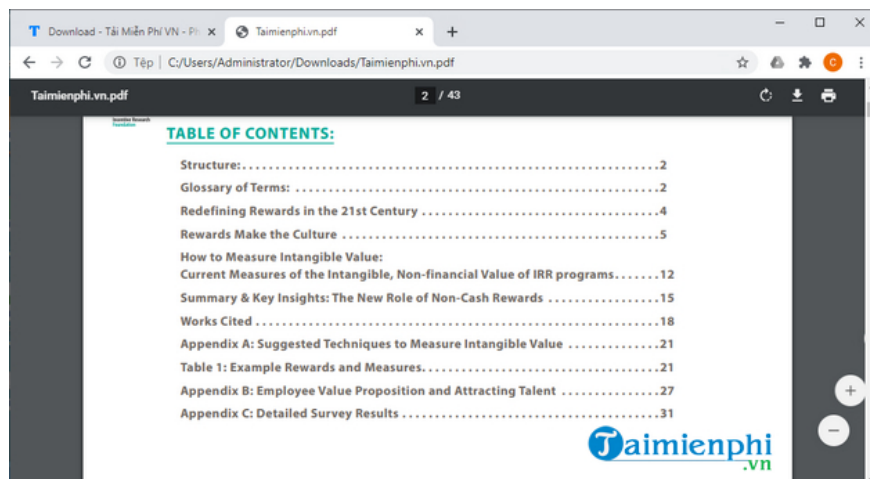 Download - Tải Miễn Phí VN - Ph
Taimienphi.vn.pdf
Tệp
C:/Users/Administrator/Downloads/Taimienphi.vn.pdf
C
Taimienphi.vn.pdf
2 / 43
Incentive Research
Foundation
TABLE OF CONTENTS:
Structure:...............................................................2
Glossary of Terms: .......................................................2
Redefining Rewards in the 21st Century ....................................4
Rewards Make the Culture ................................................5
How to Measure Intangible Value:
Current Measures of the Intangible, Non-financial Value of IRR programs.......12
Summary & Key Insights: The New Role of Non-Cash Rewards .................15
Works Cited .............................................................18
Appendix A: Suggested Techniques to Measure Intangible Value ..............21
Table 1: Example Rewards and Measures....................................21
Appendix B: Employee Value Proposition and Attracting Talent ...............27
Appendix C: Detailed Survey Results .......................................31
Taimienphi
.vn